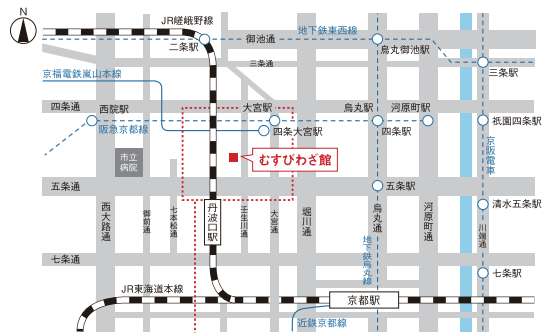 N
JR嵯峨野線
二条駅
御池通
地下鉄東西線
烏丸御池駅
三条通
三条駅
京福電鉄嵐山本線
四条通
西院駅
大宮駅
烏丸駅
河原町駅
祇園四条駅
阪急京都線
四条大宮駅
四条駅
京阪電車
市立
病院
むすびわざ館
五条通
五条駅
清水五条駅
西大路通
御前通
七本松通
丹波口駅
壬生川通
大宮通
堀川通
烏丸通
河原町通
川端通
地下鉄烏丸線
七条通
七条駅
JR東海道本線
京都駅
近鉄京都線